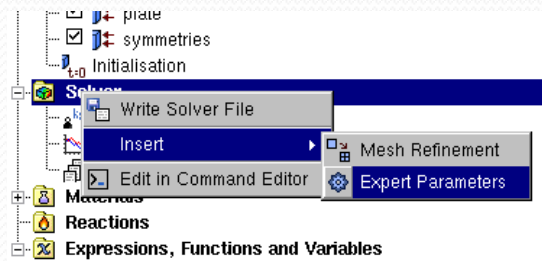 plate
symmetries
t=0 Initialisation
Solver
Write Solver File
Insert
Mesh Refinement
Edit in Command Editor
Expert Parameters
Materials
Reactions
Expressions, Functions and Variables